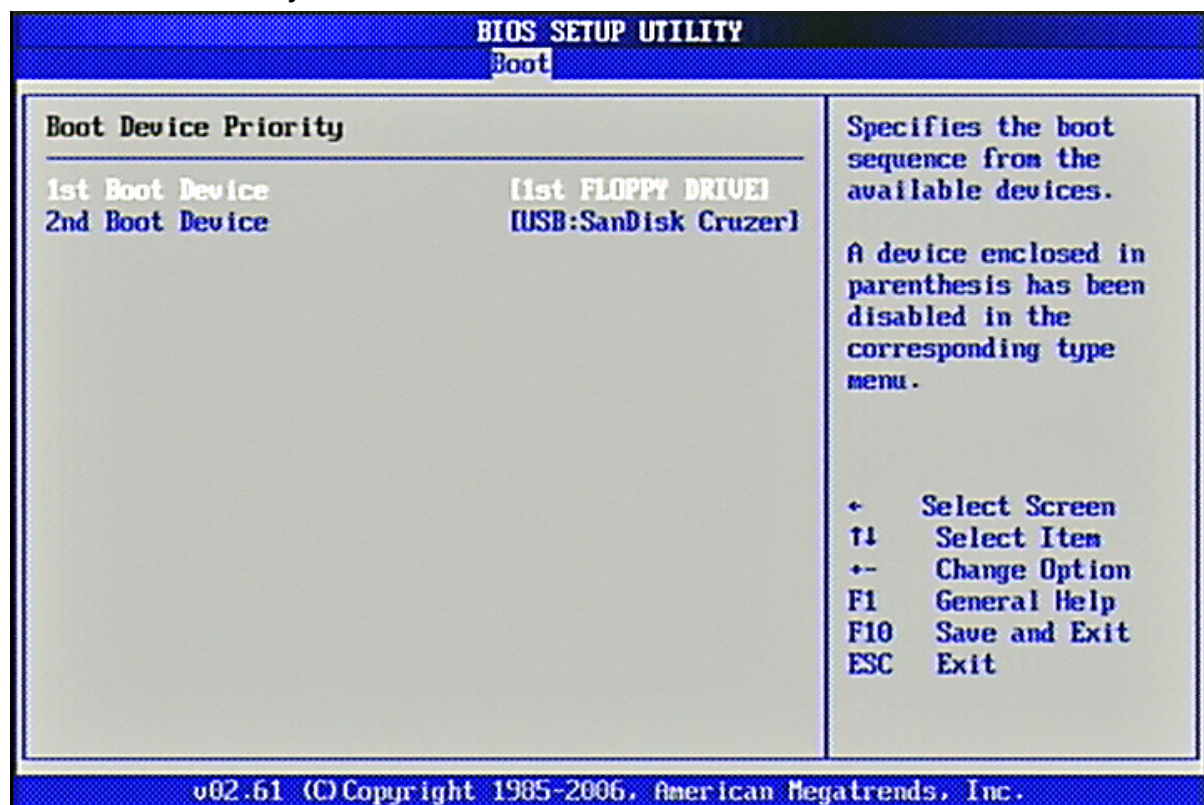 BIOS SETUP UTILITY
Boot
Boot Device Priority
1st Boot Device [1st FLOPPY DRIVE]
2nd Boot Device [USB:SanDisk Cruzer]
Specifies the boot
sequence from the
available devices.
A device enclosed in
parenthesis has been
disabled in the
corresponding type
menu.
← Select Screen
↑↓ Select Item
+- Change Option
F1 General Help
F10 Save and Exit
ESC Exit
v02.61 (C)Copyright 1985-2006, American Megatrends, Inc.